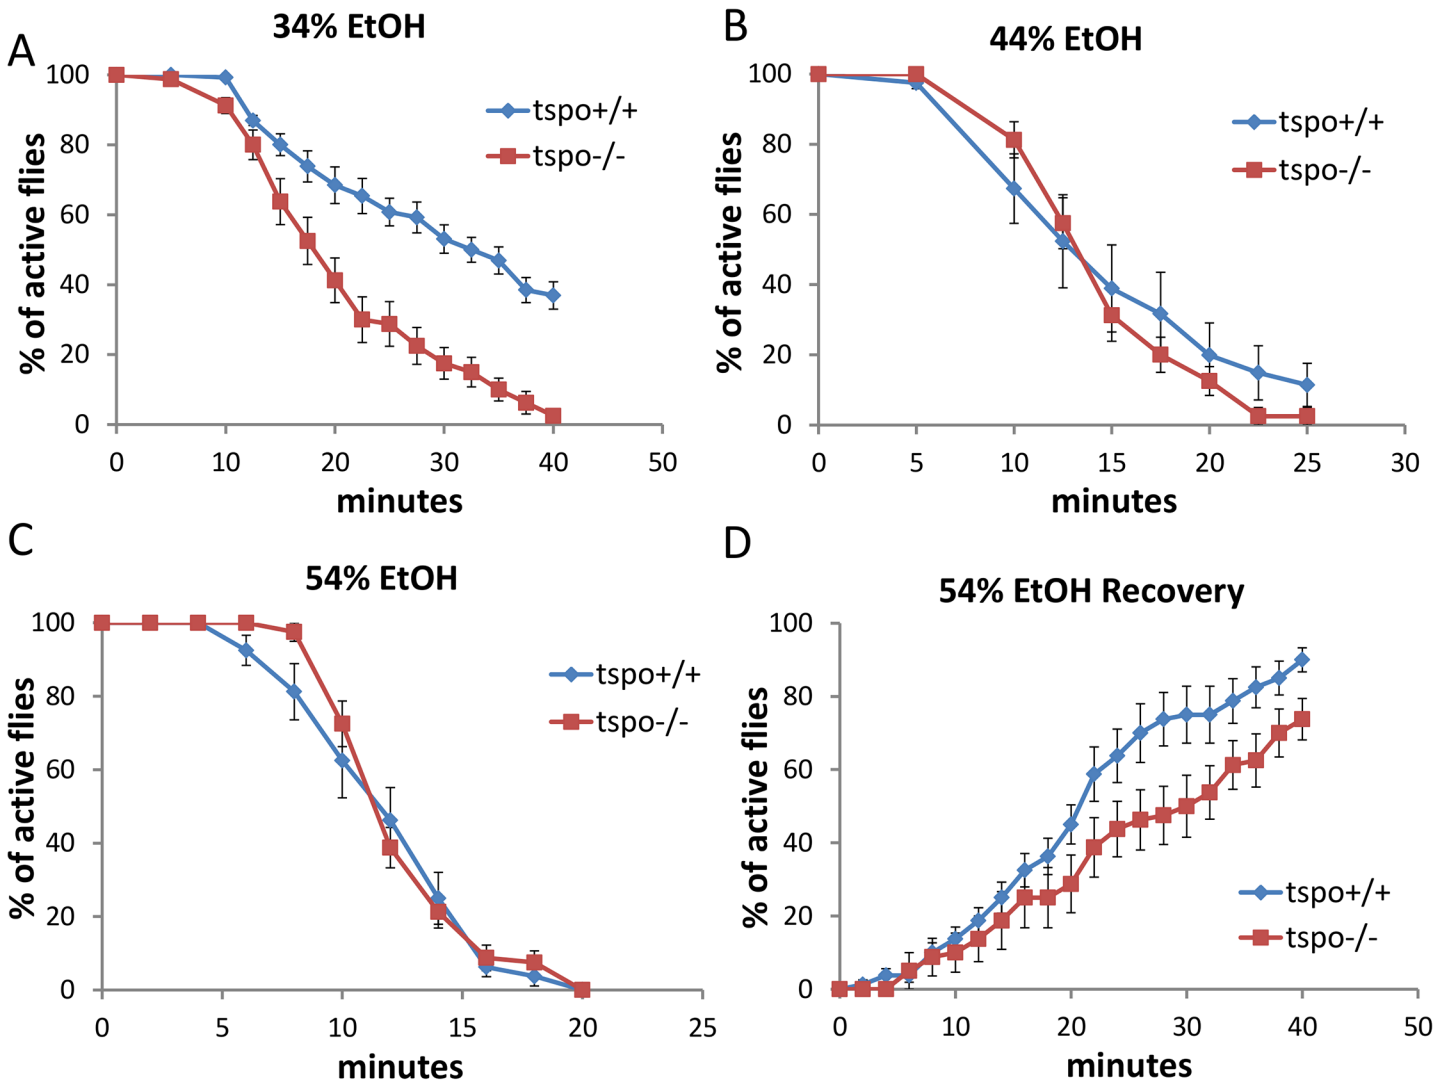 A
34% EtOH
% of active flies
100
80
60
40
20
0
0 10 20 30 40 50
minutes
tspo+/+
tspo-/-
B
44% EtOH
% of active flies
100
80
60
40
20
0
0 5 10 15 20 25 30
minutes
tspo+/+
tspo-/-
C
54% EtOH
% of active flies
100
80
60
40
20
0
0 5 10 15 20 25
minutes
tspo+/+
tspo-/-
D
54% EtOH Recovery
% of active flies
100
80
60
40
20
0
0 10 20 30 40 50
minutes
tspo+/+
tspo-/-